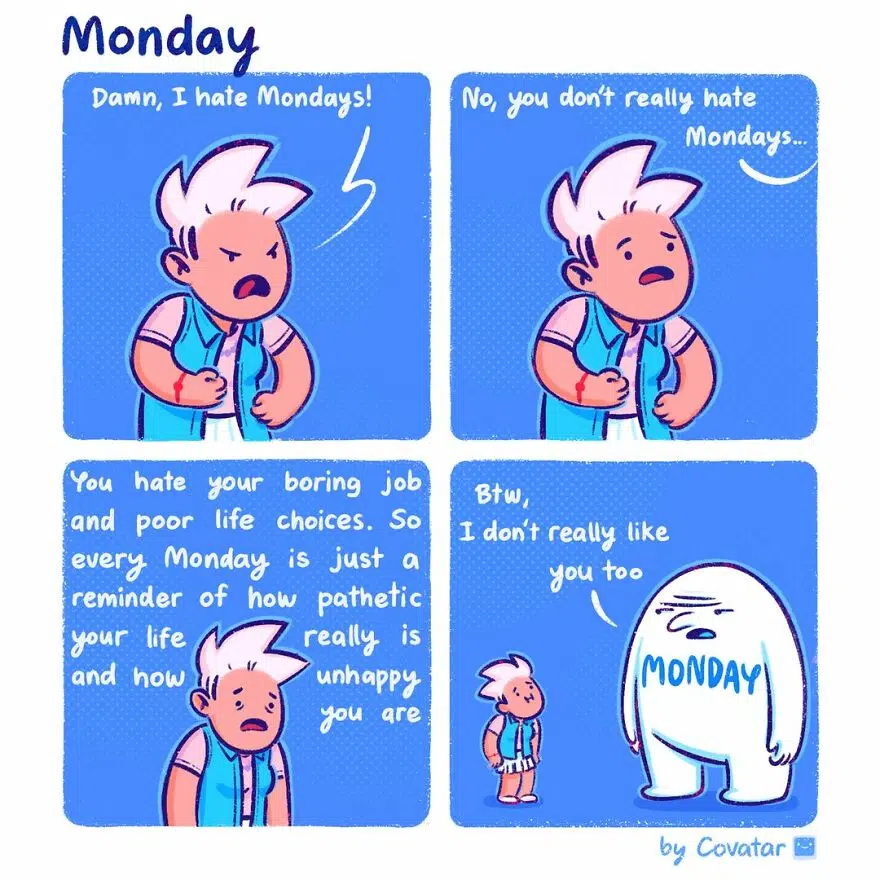 Monday
Damn, I hate Mondays!
No, you don't really hate
Mondays...
You hate your boring job
and poor life choices. So
every Monday is just a
reminder of how pathetic
your life really is
and how unhappy
you are
Btw,
I don't really like
you too
MONDAY
by Covatar